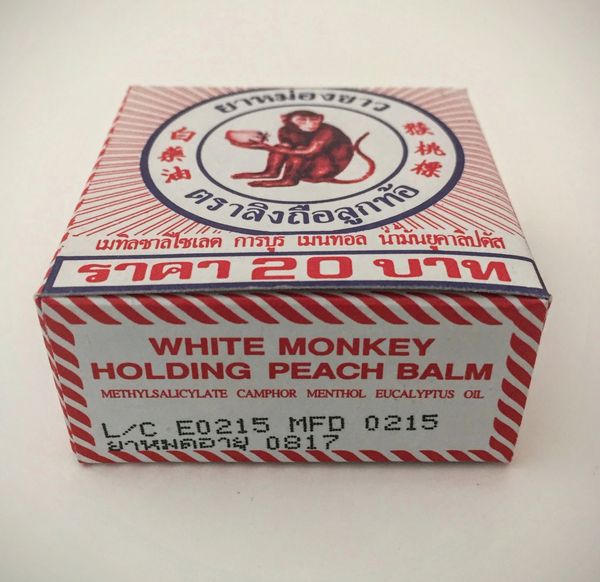 ยาหม่องขาว
白藥油
猴桃標
ตราลิงถือลูกท้อ
เมทิลซาลิไซเลต การบูร เมนทอล น้ำมันยูคาลิปตัส
ราคา 20 บาท
WHITE MONKEY
HOLDING PEACH BALM
METHYLSALICYLATE CAMPHOR MENTHOL EUCALYPTUS OIL
L/C E0215 MFD 0215
ยาหมดอายุ 0817